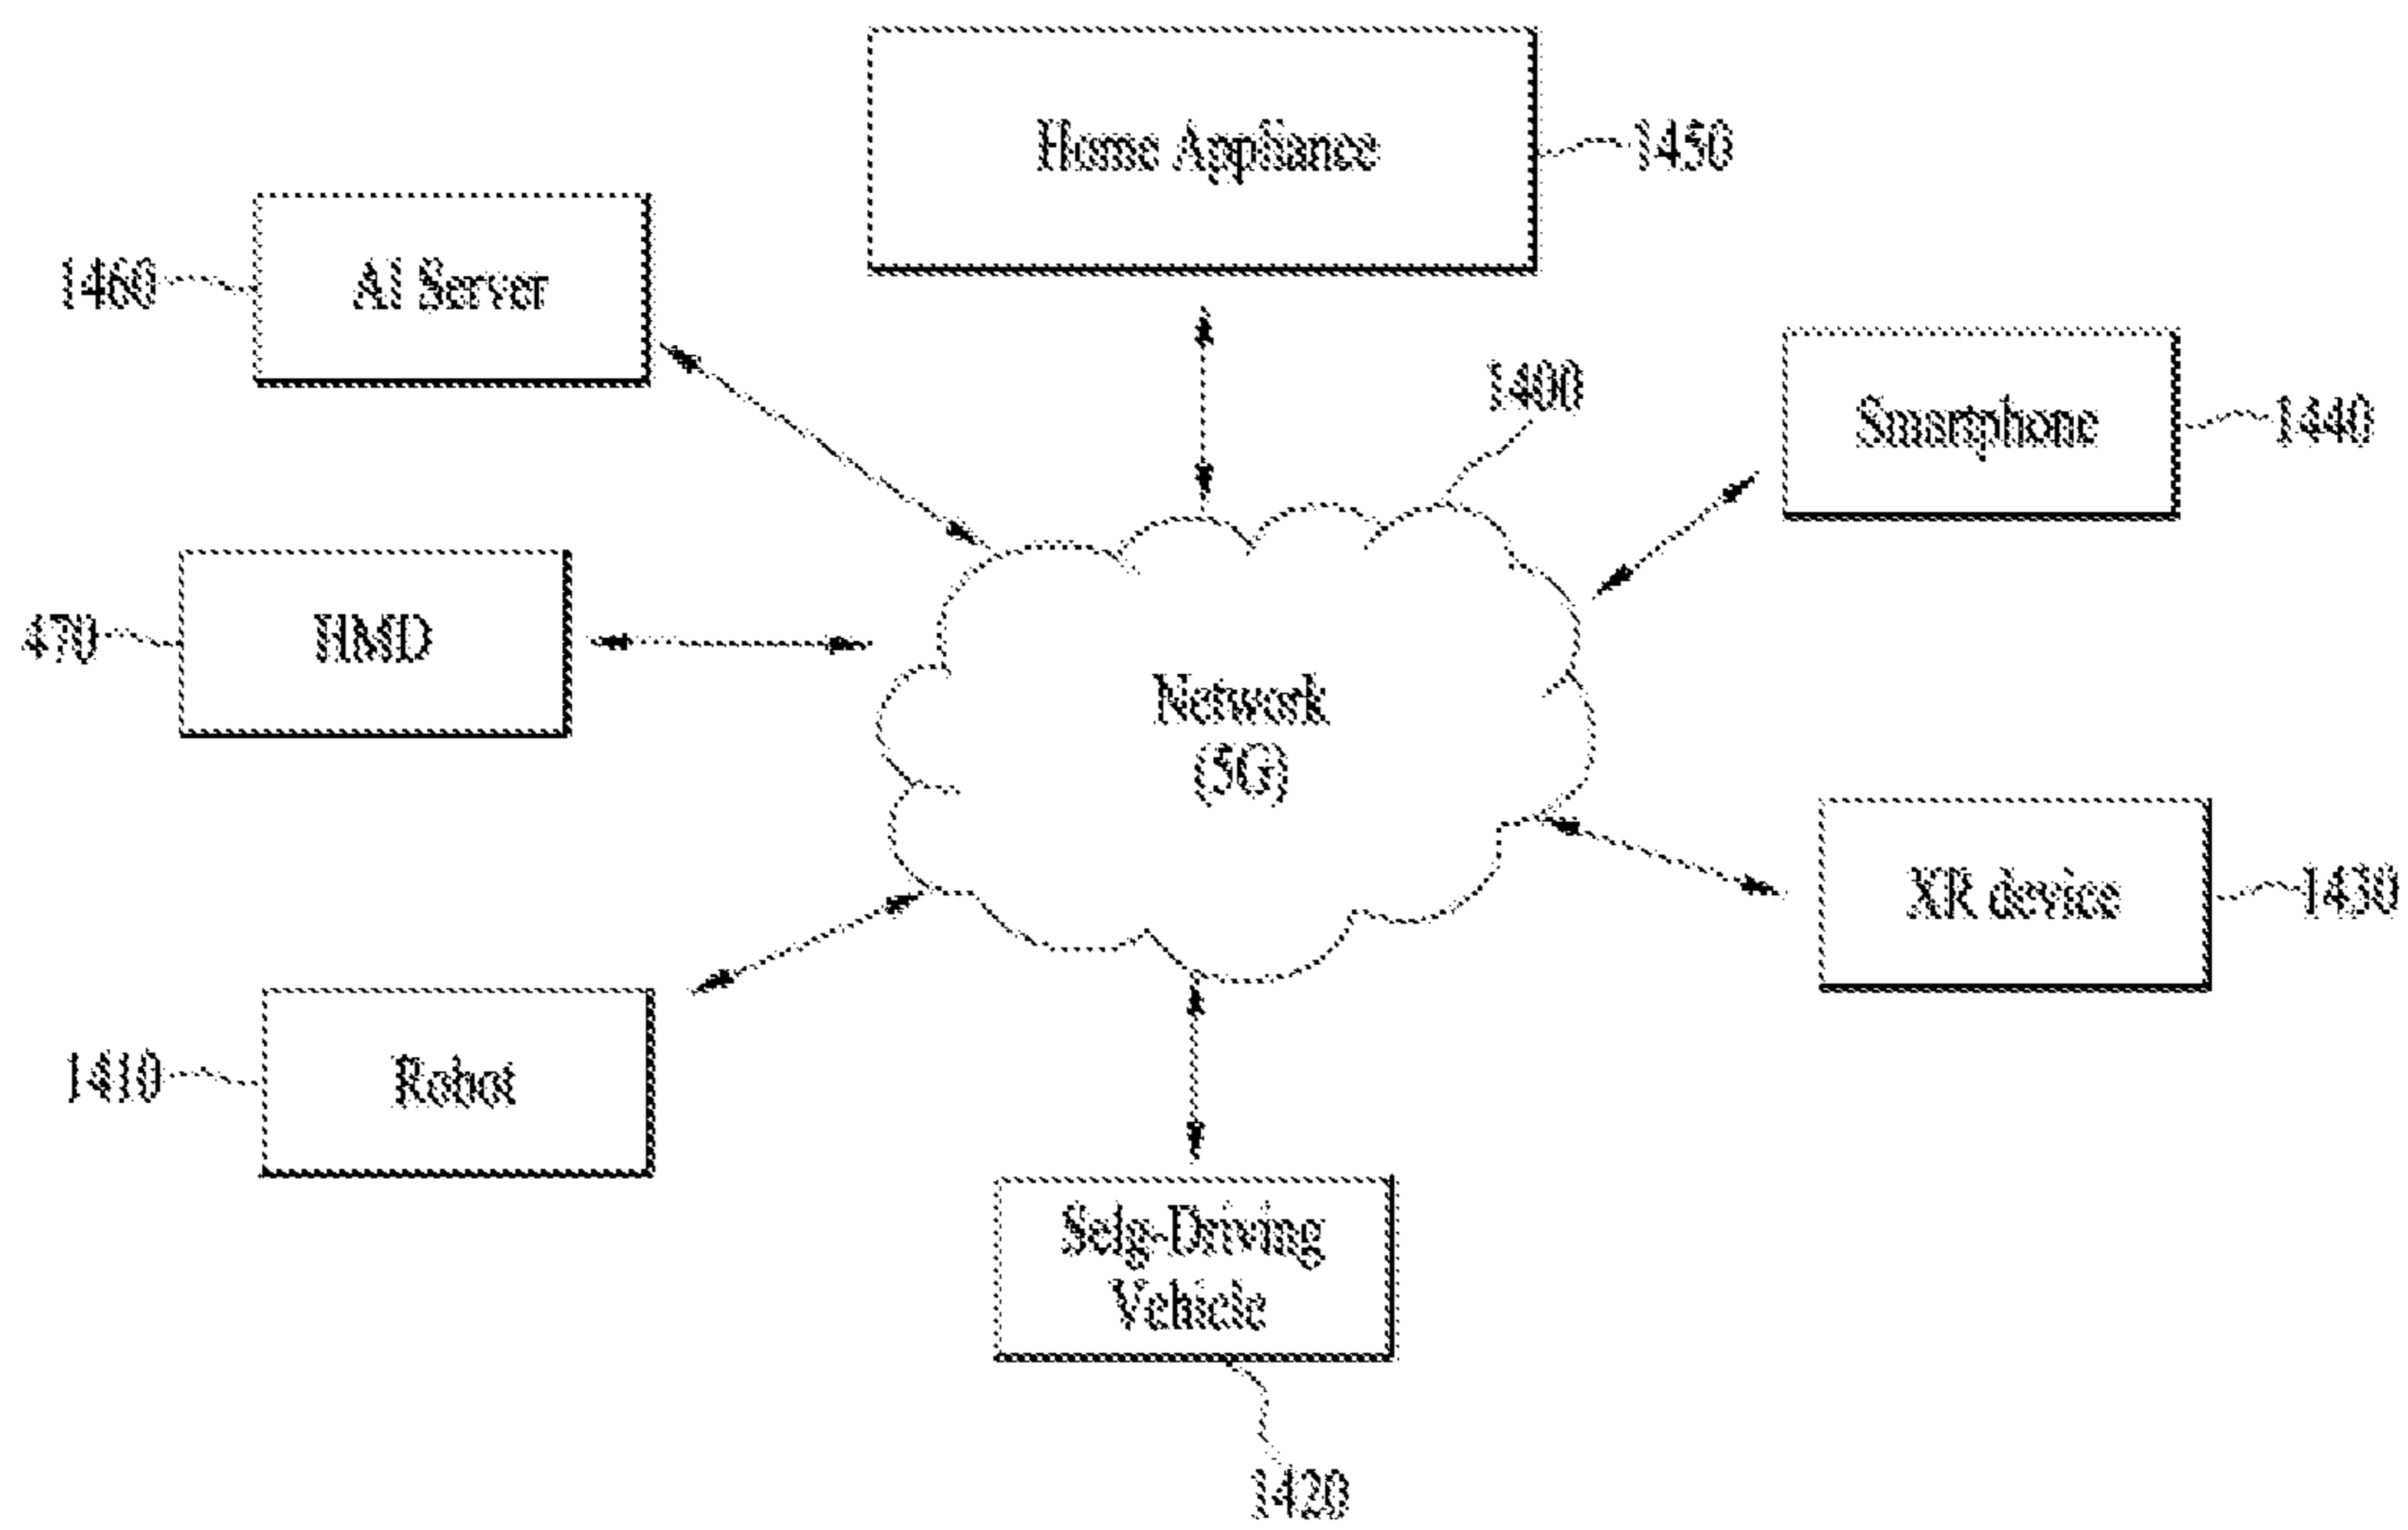 Home Appliance
1450
AI Server
1460
1400
Smartphone
1440
HMD
470
Network
(5G)
XR device
1430
Robot
1410
Selg-Driving
Vehicle
1420